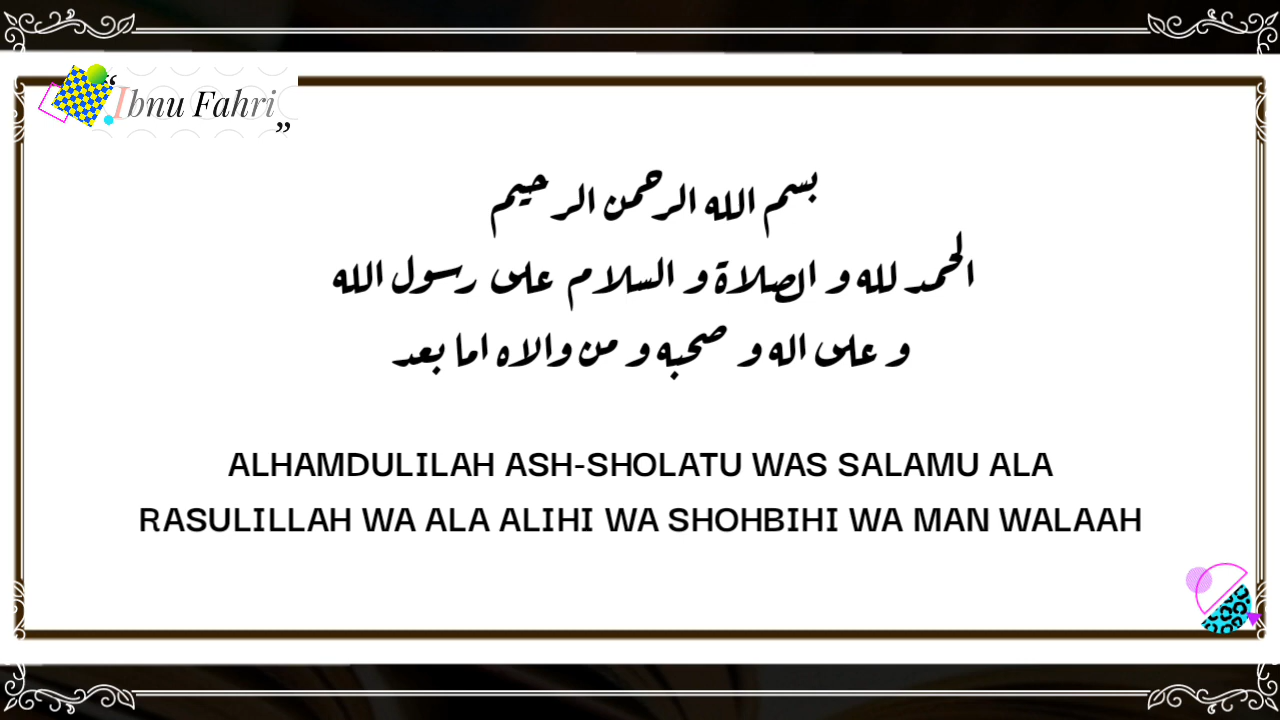 “Ibnu Fahri”
بسم الله الرحمن الرحيم
الحمد لله و الصلاة و السلام على رسول الله
و على اله و صحبه و من والاه اما بعد
ALHAMDULILAH ASH-SHOLATU WAS SALAMU ALA
RASULILLAH WA ALA ALIHI WA SHOHBIHI WA MAN WALAAH